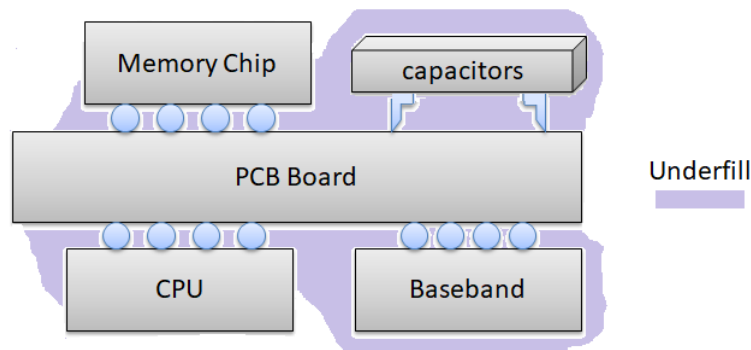 Memory Chip
capacitors
PCB Board
Underfill
CPU
Baseband